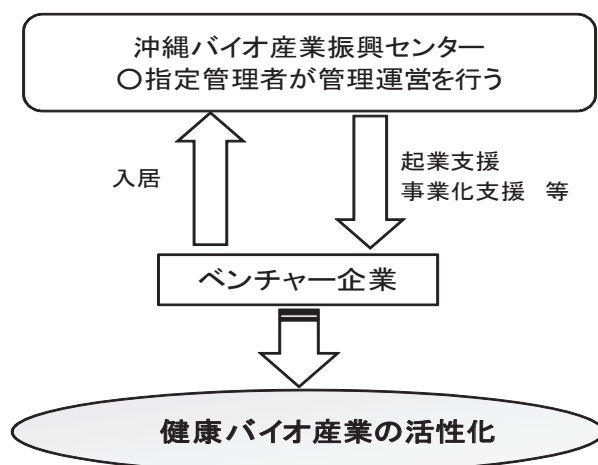 沖縄バイオ産業振興センター
〇指定管理者が管理運営を行う
入居
起業支援
事業化支援　等
ベンチャー企業
健康バイオ産業の活性化